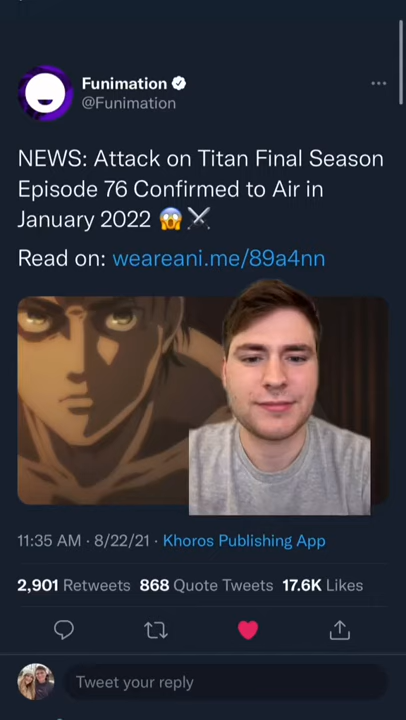 Funimation
@Funimation
NEWS: Attack on Titan Final Season
Episode 76 Confirmed to Air in
January 2022 😱⚔
Read on: weareani.me/89a4nn
11:35 AM · 8/22/21 · Khoros Publishing App
2,901 Retweets 868 Quote Tweets 17.6K Likes
Tweet your reply